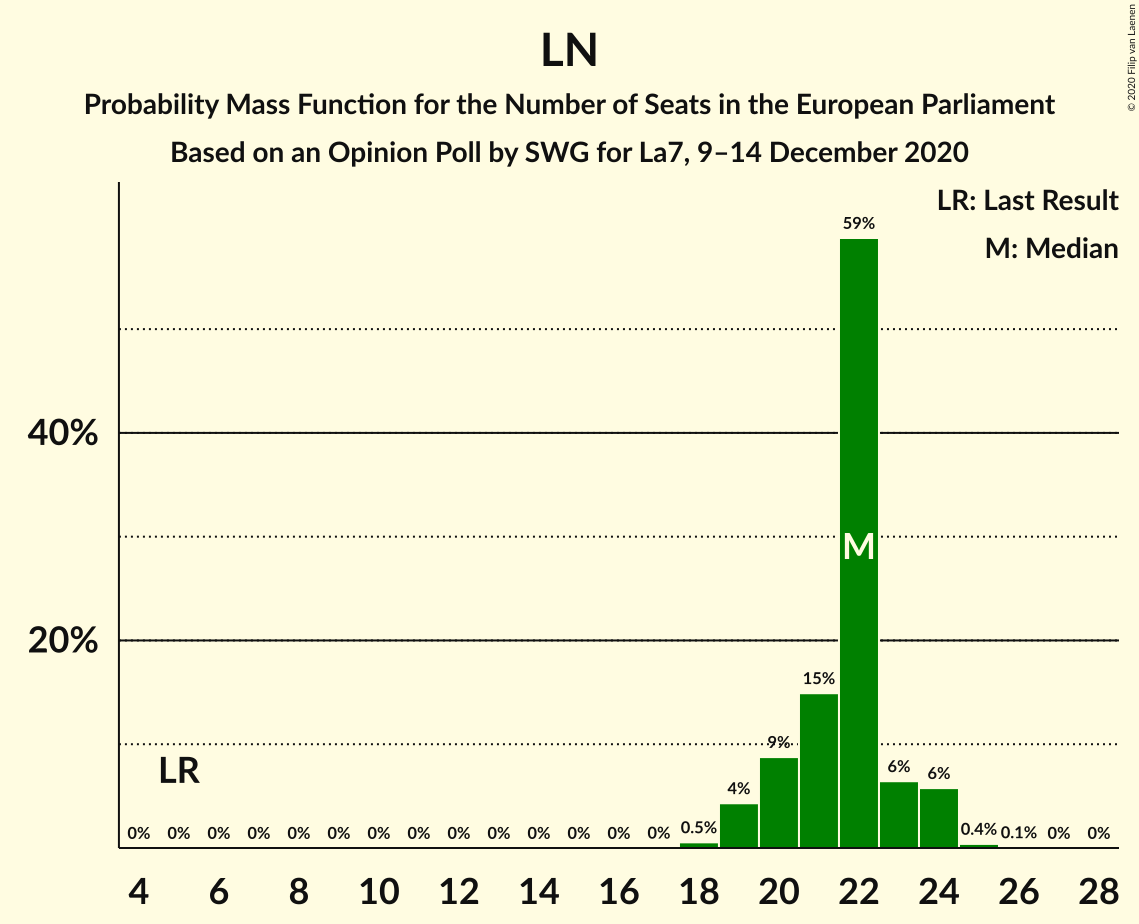 LN
Probability Mass Function for the Number of Seats in the European Parliament
Based on an Opinion Poll by SWG for La7, 9–14 December 2020
© 2020 Filip van Laenen
LR: Last Result
M: Median
59%
40%
M
20%
15%
9%
LR
6%
6%
4%
0% 0% 0% 0% 0% 0% 0% 0% 0% 0% 0% 0% 0% 0% 0.5% 0.4% 0.1% 0% 0%
4 6 8 10 12 14 16 18 20 22 24 26 28